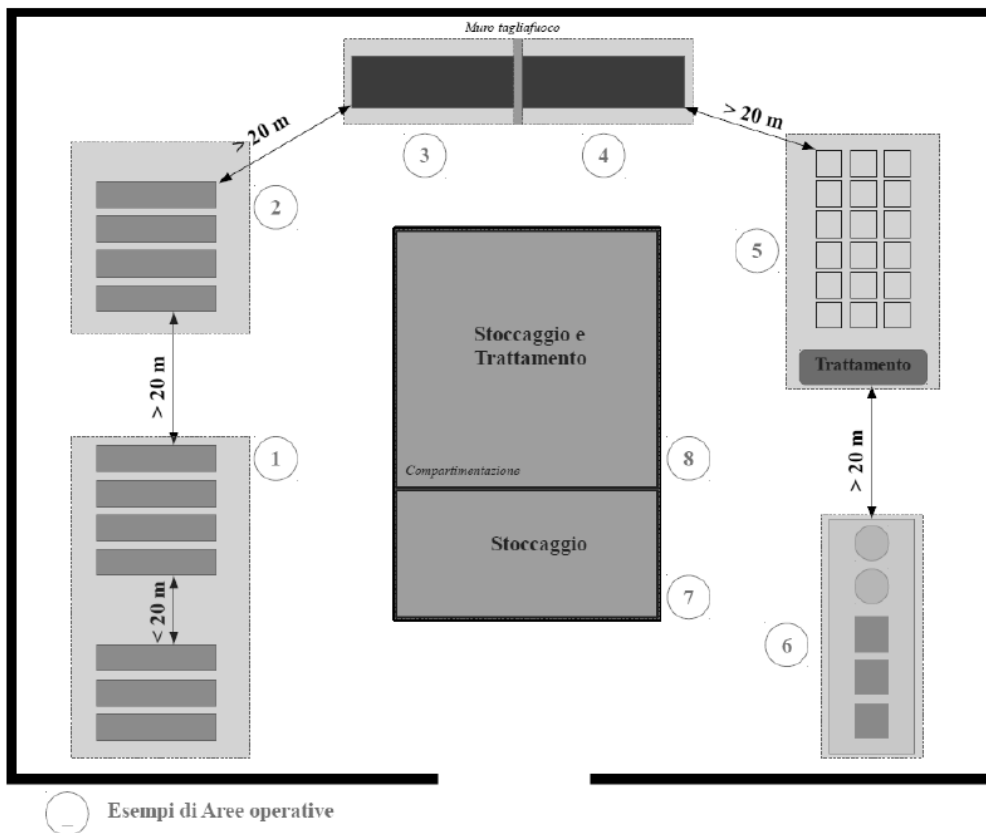 Muro tagliafuoco
> 20 m
> 20 m
3
4
2
5
Stoccaggio e
Trattamento
Trattamento
> 20 m
1
Compartimentazione
8
> 20 m
Stoccaggio
< 20 m
7
6
Esempi di Aree operative